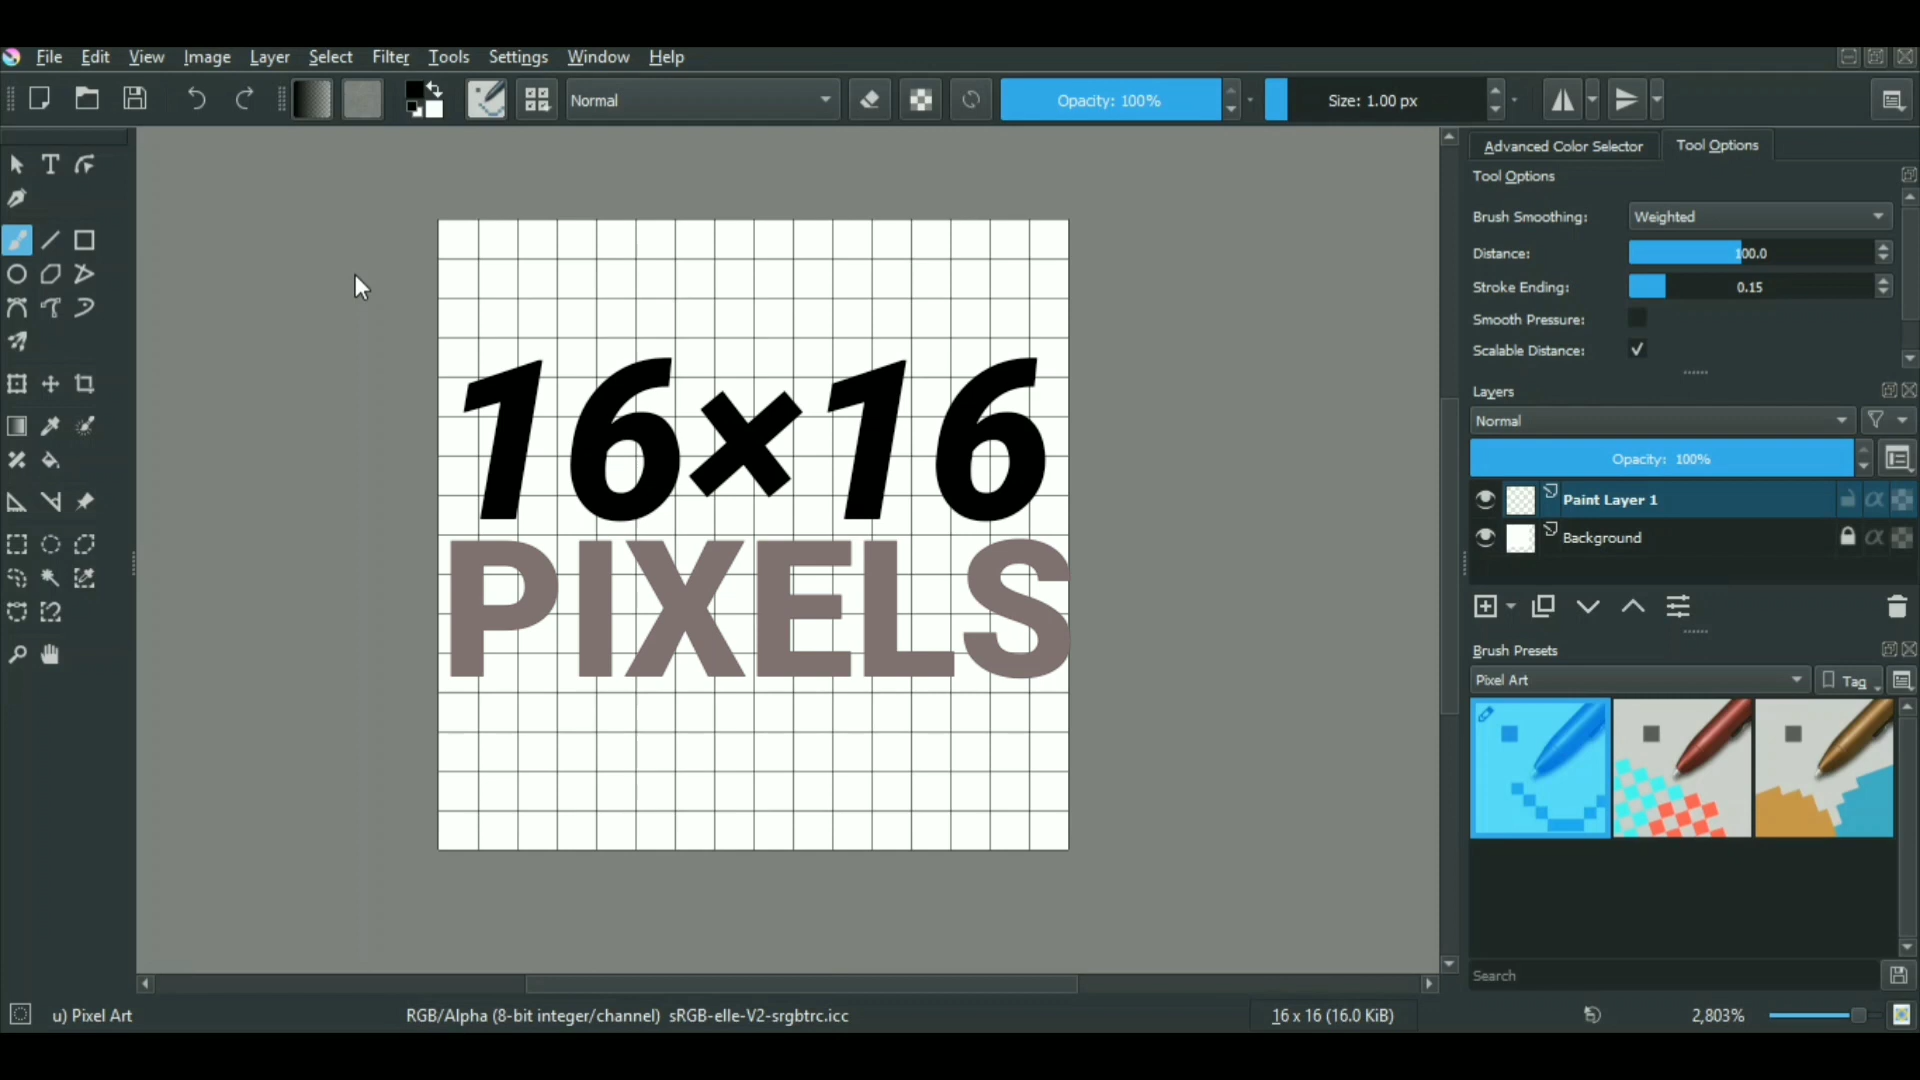 File Edit View Image Layer Select Filter Tools Settings Window Help
Normal Opacity: 100% Size: 1.00 px
Advanced Color Selector Tool Options
Tool Options
Brush Smoothing: Weighted
Distance: 100.0
Stroke Ending: 0.15
Smooth Pressure:
Scalable Distance:
Layers
Normal
Opacity: 100%
Paint Layer 1
Background
16×16
PIXELS
Brush Presets
Pixel Art Tag
Search
u) Pixel Art RGB/Alpha (8-bit integer/channel) sRGB-elle-V2-srgbtrc.icc 16 x 16 (16.0 KiB) 2,803%